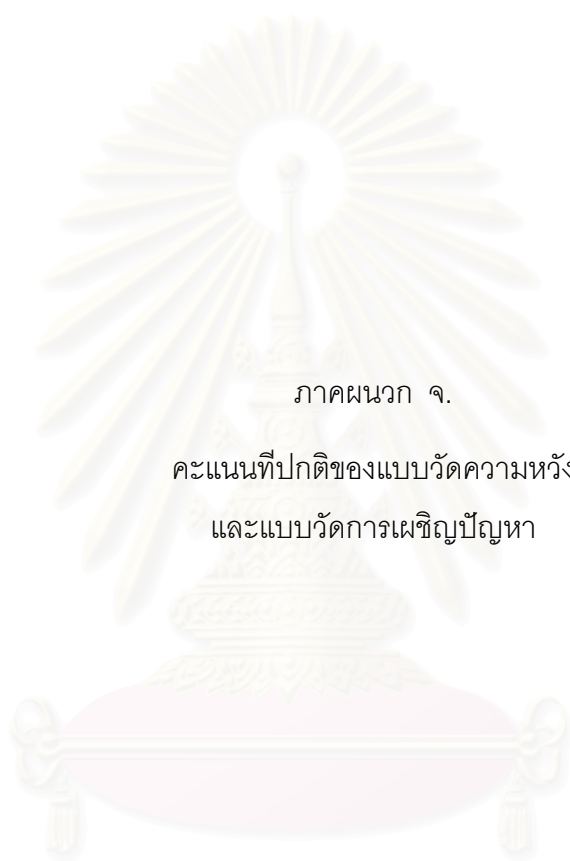 ภาคผนวก จ.
คะแนนทีปกติของแบบวัดความหวัง
และแบบวัดการเผชิญปัญหา